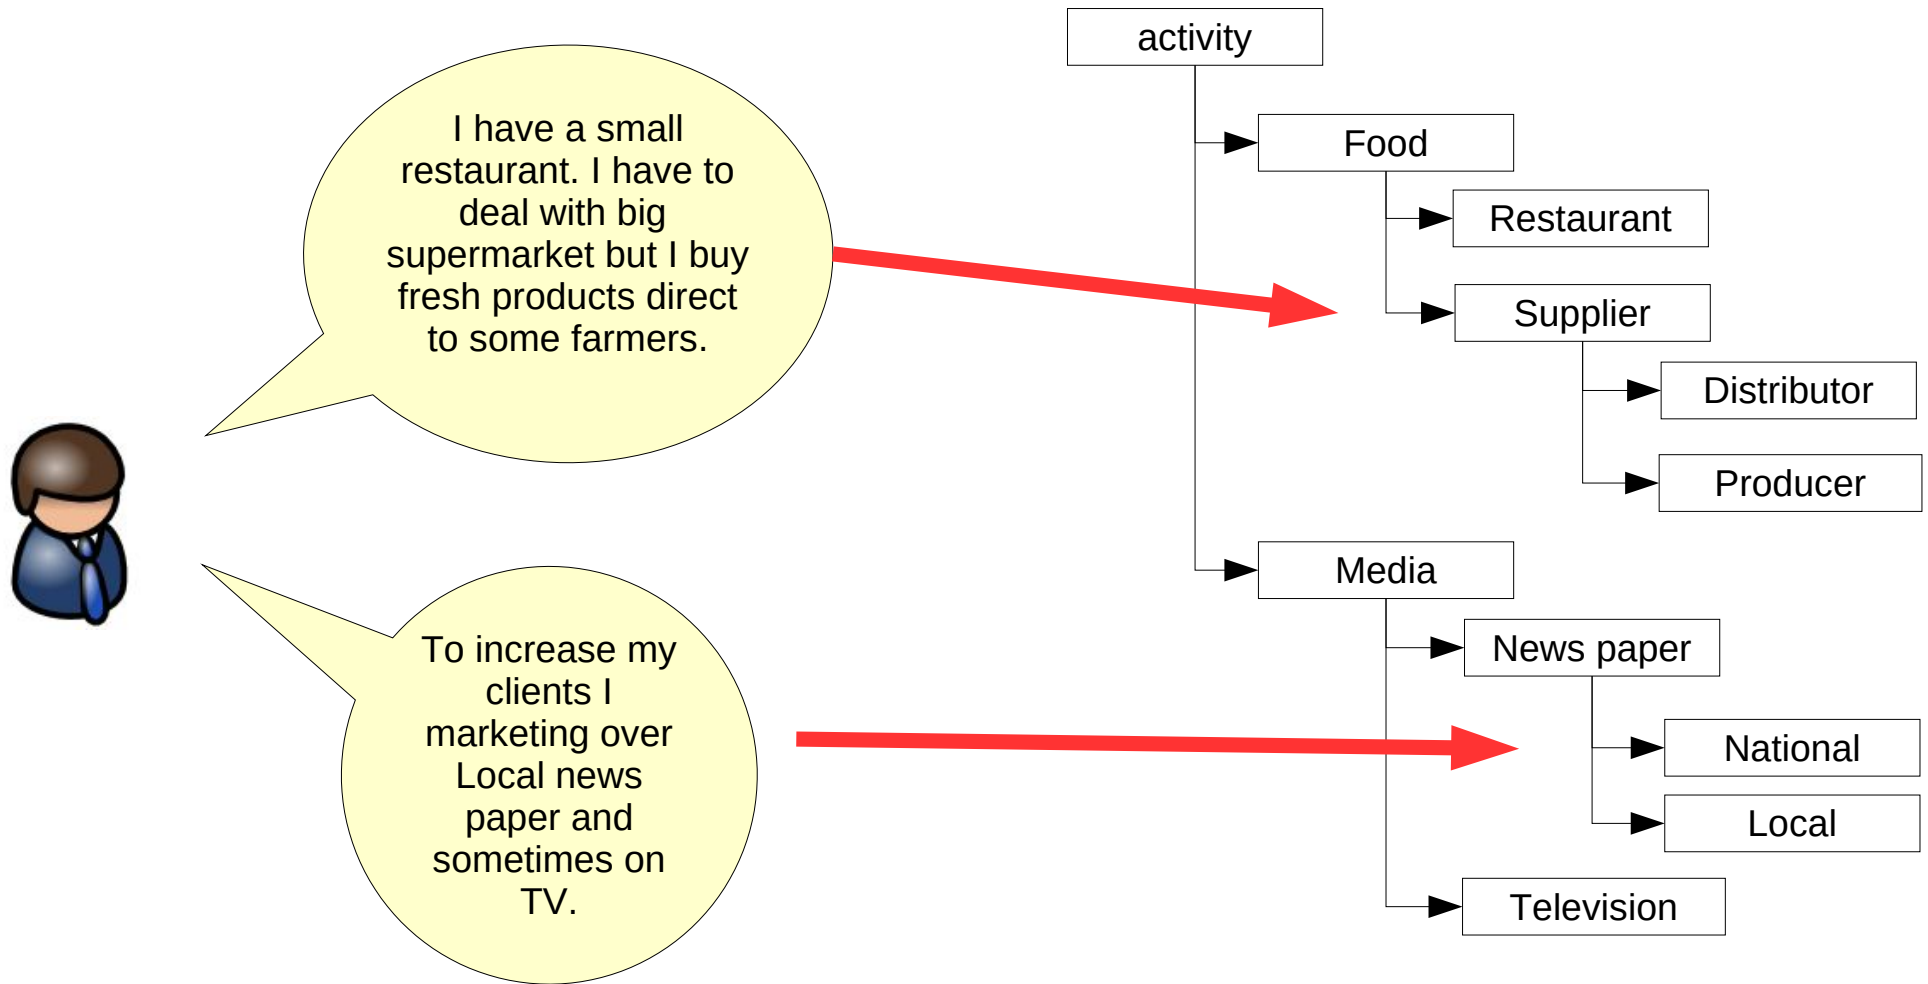 I have a small
restaurant. I have to
deal with big
supermarket but I buy
fresh products direct
to some farmers.
To increase my
clients I
marketing over
Local news
paper and
sometimes on
TV.
activity
Food
Restaurant
Supplier
Distributor
Producer
Media
News paper
National
Local
Television